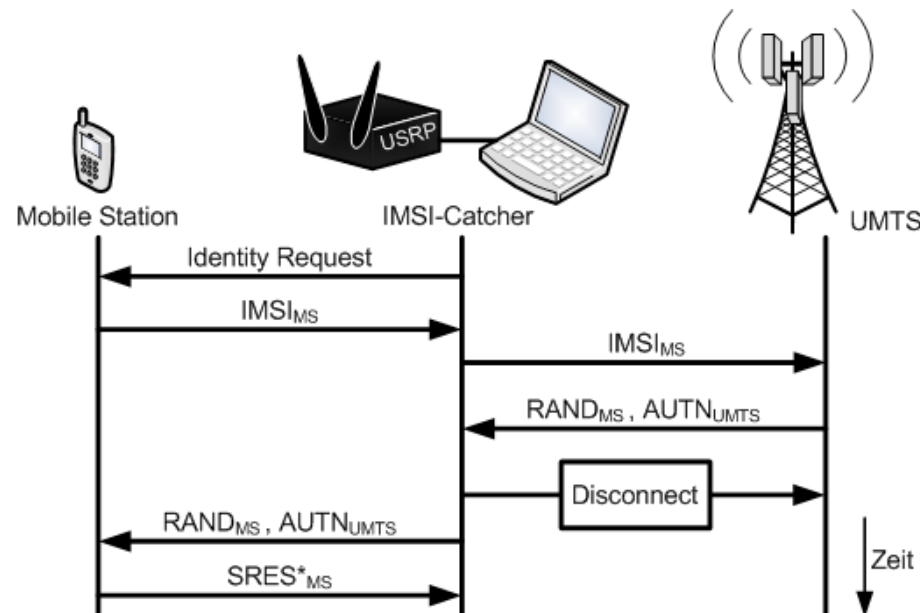 USRP
Mobile Station
IMSI-Catcher
UMTS
Identity Request
IMSI_MS
IMSI_MS
RAND_MS , AUTN_UMTS
Disconnect
RAND_MS , AUTN_UMTS
Zeit
SRES*_MS